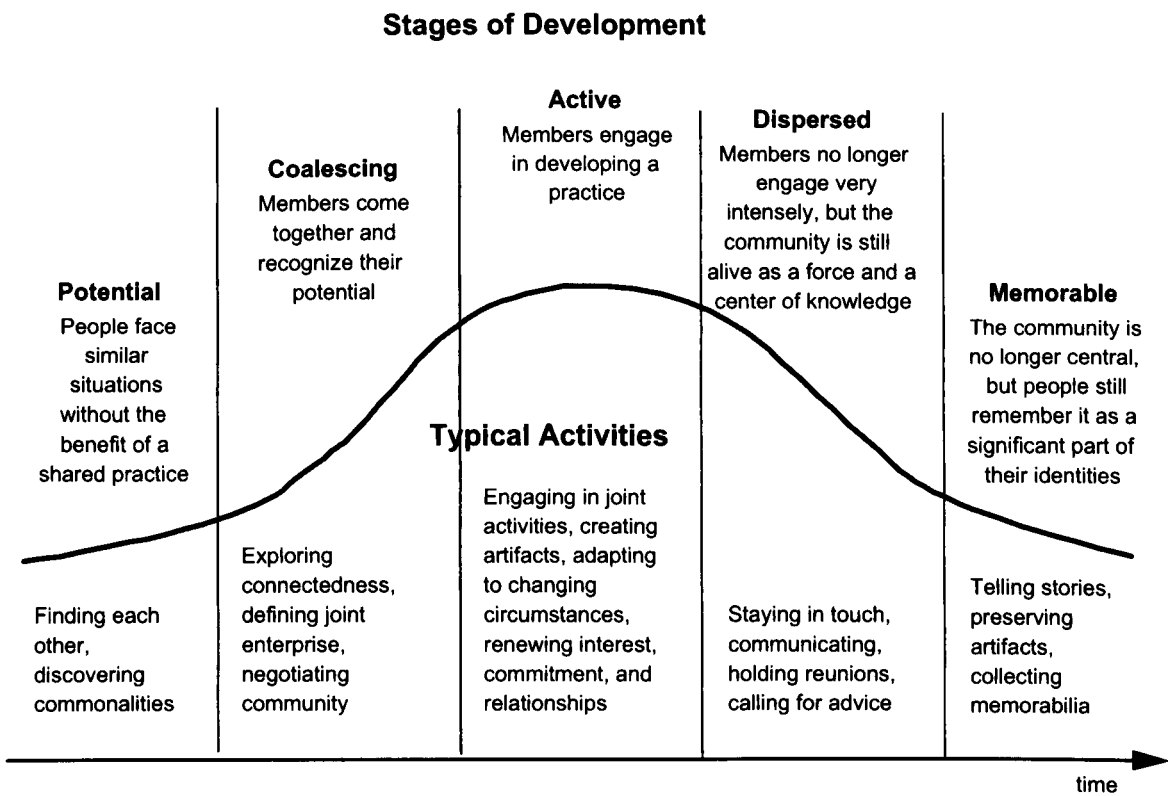 Stages of Development
Potential
People face
similar
situations
without the
benefit of a
shared practice
Coalescing
Members come
together and
recognize their
potential
Active
Members engage
in developing a
practice
Dispersed
Members no longer
engage very
intensely, but the
community is still
alive as a force and a
center of knowledge
Memorable
The community is
no longer central,
but people still
remember it as a
significant part of
their identities
Typical Activities
Finding each
other,
discovering
commonalities
Exploring
connectedness,
defining joint
enterprise,
negotiating
community
Engaging in joint
activities, creating
artifacts, adapting
to changing
circumstances,
renewing interest,
commitment, and
relationships
Staying in touch,
communicating,
holding reunions,
calling for advice
Telling stories,
preserving
artifacts,
collecting
memorabilia
time